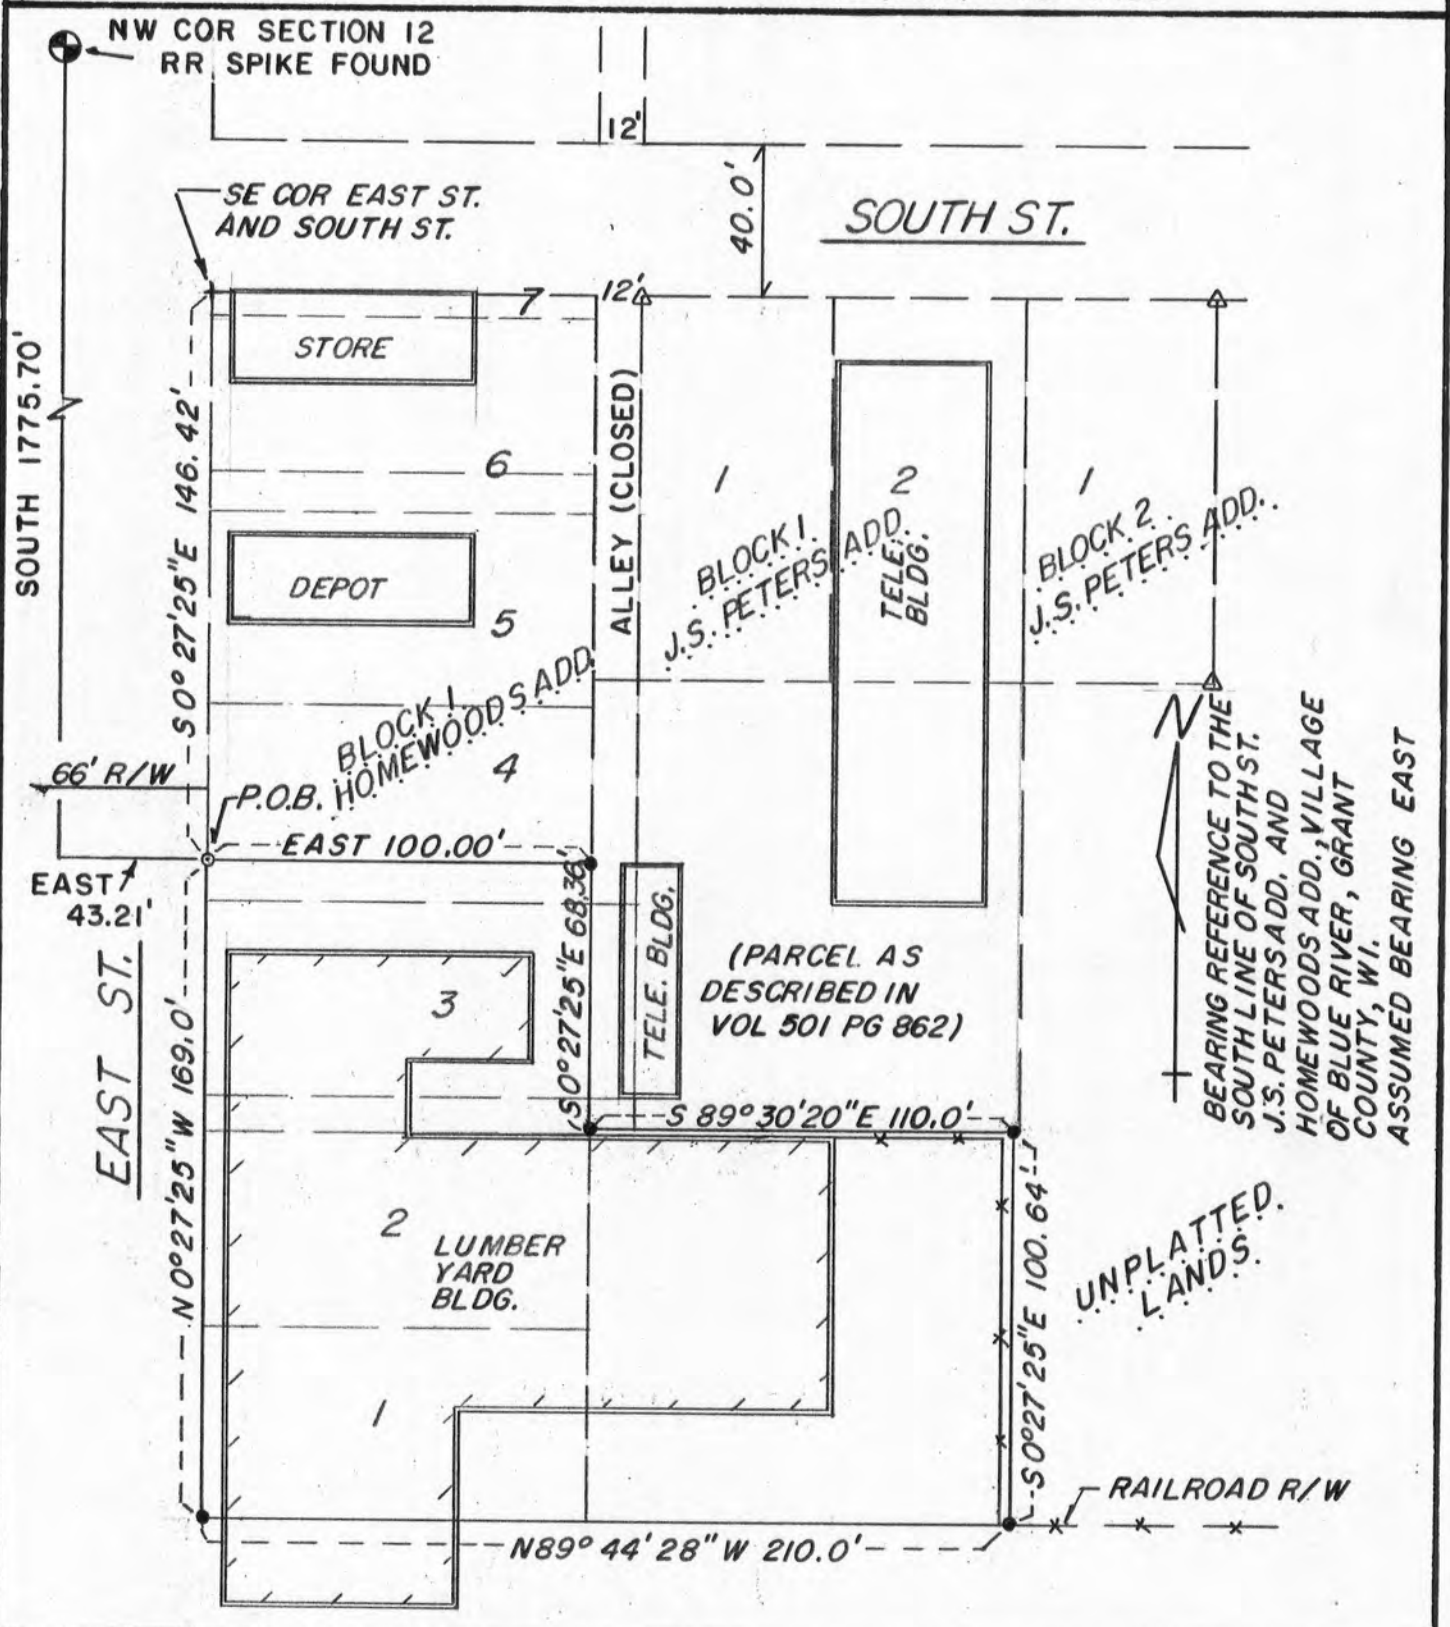 NW COR SECTION 12
RR SPIKE FOUND
12'
SE COR EAST ST.
AND SOUTH ST.
40.0'
SOUTH ST.
7
12'
STORE
SOUTH 1775.70'
S0°27'25"E 146.42'
6
ALLEY (CLOSED)
1
2
1
BLOCK 1.
J.S. PETERS ADD.
TELE.
BLDG.
BLOCK 2.
J.S. PETERS ADD.
DEPOT
5
BLOCK 1.
HOMEWOODS ADD.
4
66' R/W
P.O.B.
EAST 100.00'
EAST
43.21'
EAST ST.
N0°27'25"W 169.0'
3
S0°27'25"E 68.36'
TELE. BLDG.
(PARCEL AS
DESCRIBED IN
VOL 501 PG 862)
N
BEARING REFERENCE TO THE
SOUTH LINE OF SOUTH ST.
J.S. PETERS ADD. AND
HOMEWOODS ADD., VILLAGE
OF BLUE RIVER, GRANT
COUNTY, WI.
ASSUMED BEARING EAST
S 89°30'20"E 110.0'
2
LUMBER
YARD
BLDG.
S0°27'25"E 100.64'
UNPLATTED.
LANDS.
1
RAILROAD R/W
N89°44'28"W 210.0'